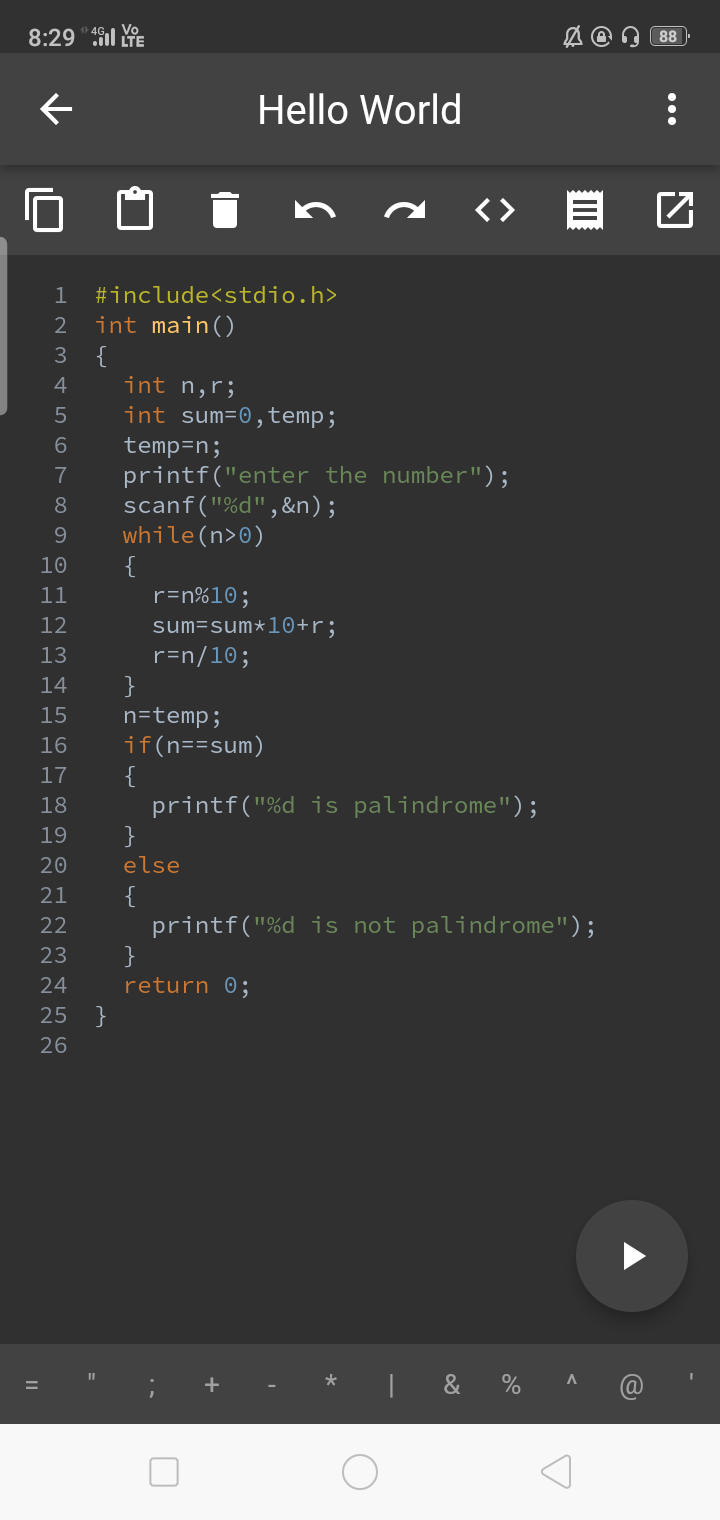 8:29 4G Vo LTE 88
Hello World
1 #include<stdio.h>
2 int main()
3 {
4 int n,r;
5 int sum=0,temp;
6 temp=n;
7 printf("enter the number");
8 scanf("%d",&n);
9 while(n>0)
10 {
11 r=n%10;
12 sum=sum*10+r;
13 r=n/10;
14 }
15 n=temp;
16 if(n==sum)
17 {
18 printf("%d is palindrome");
19 }
20 else
21 {
22 printf("%d is not palindrome");
23 }
24 return 0;
25 }
26
= " ; + - * | & % ^ @ '